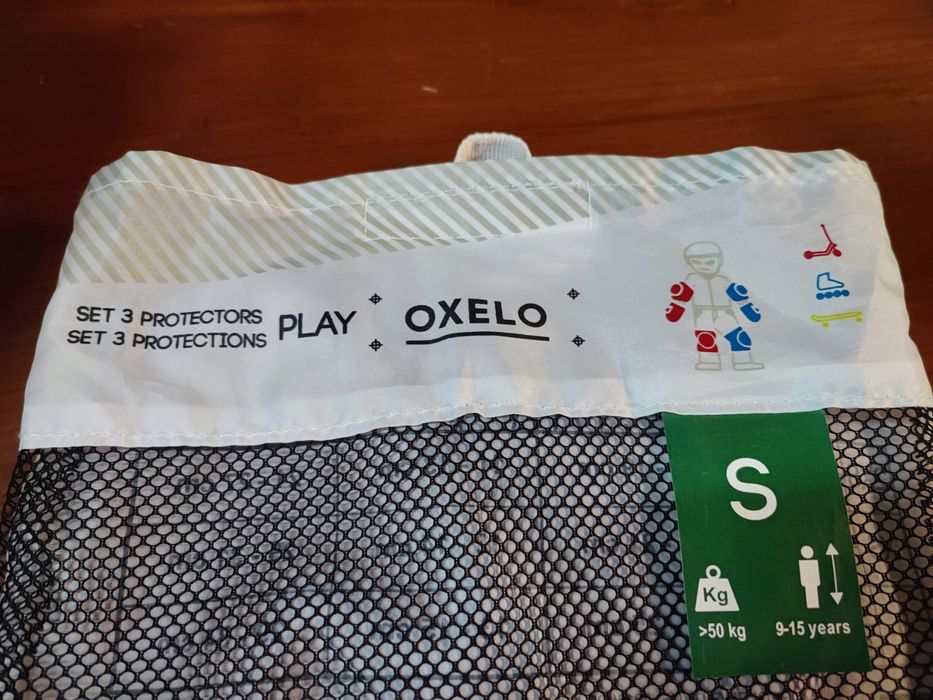 SET 3 PROTECTORS
SET 3 PROTECTIONS
PLAY
OXELO
S
Kg
>50 kg
9-15 years